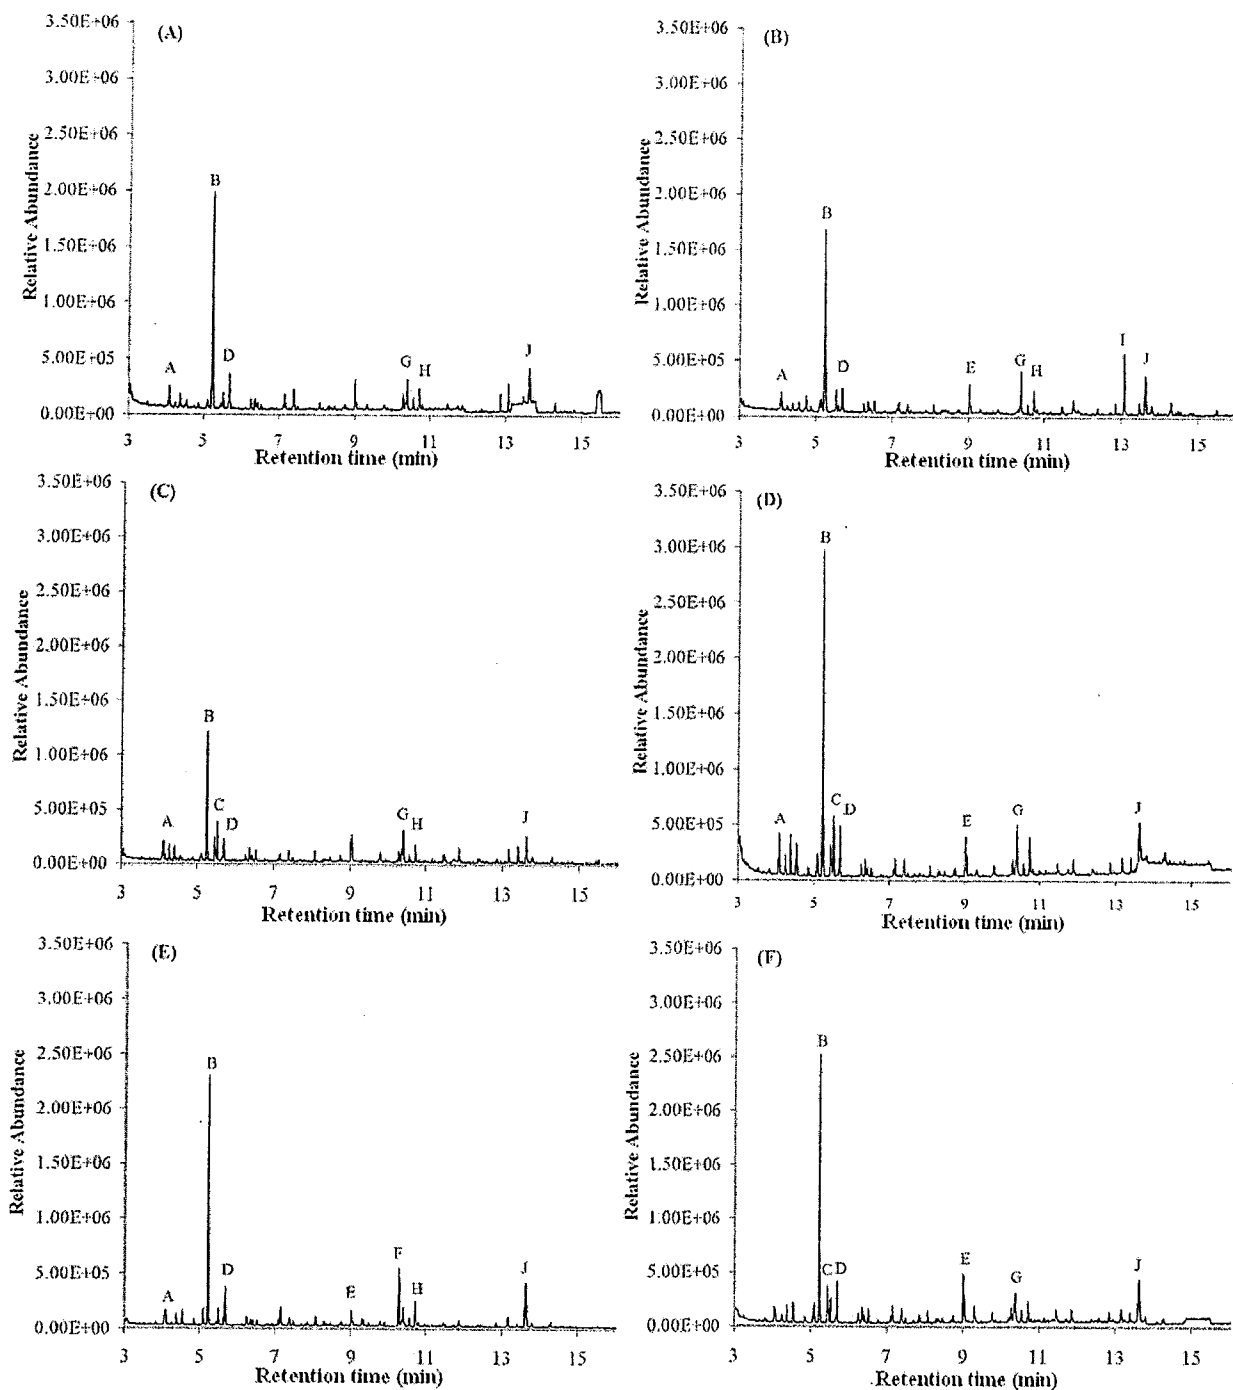 (A)
3.50E+06
3.00E+06
2.50E+06
2.00E+06
1.50E+06
1.00E+06
5.00E+05
0.00E+00
Relative Abundance
A
B
D
G
H
J
3 5 7 9 11 13 15
Retention time (min)
(B)
3.50E+06
3.00E+06
2.50E+06
2.00E+06
1.50E+06
1.00E+06
5.00E+05
0.00E+00
Relative Abundance
A
B
D
E
G
H
I
J
3 5 7 9 11 13 15
Retention time (min)
(C)
3.50E+06
3.00E+06
2.50E+06
2.00E+06
1.50E+06
1.00E+06
5.00E+05
0.00E+00
Relative Abundance
A
B
C
D
G
H
J
3 5 7 9 11 13 15
Retention time (min)
(D)
3.50E+06
3.00E+06
2.50E+06
2.00E+06
1.50E+06
1.00E+06
5.00E+05
0.00E+00
Relative Abundance
A
B
C
D
E
G
J
3 5 7 9 11 13 15
Retention time (min)
(E)
3.50E+06
3.00E+06
2.50E+06
2.00E+06
1.50E+06
1.00E+06
5.00E+05
0.00E+00
Relative Abundance
A
B
D
E
F
H
J
3 5 7 9 11 13 15
Retention time (min)
(F)
3.50E+06
3.00E+06
2.50E+06
2.00E+06
1.50E+06
1.00E+06
5.00E+05
0.00E+00
Relative Abundance
B
C
D
E
G
J
3 5 7 9 11 13 15
Retention time (min)